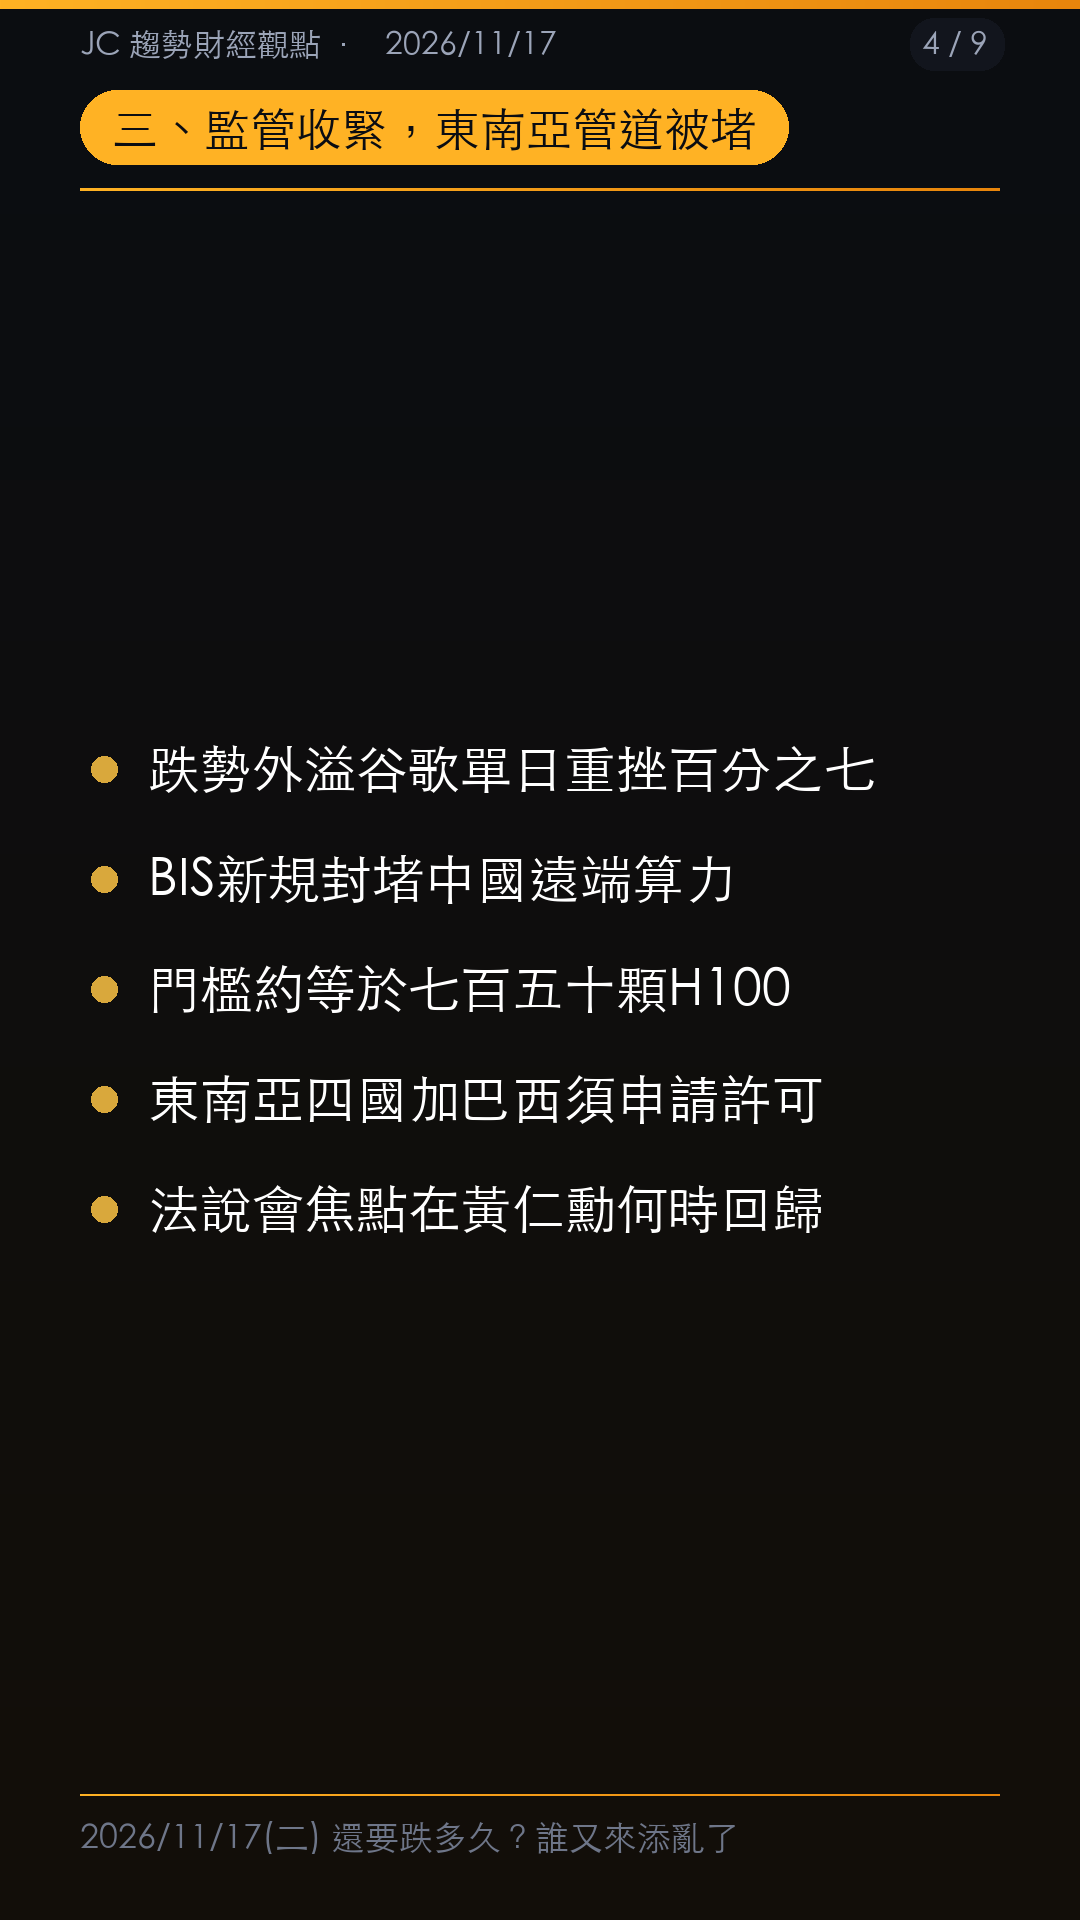 JC 趨勢財經觀點 · 2026/11/17
4 / 9
三、監管收緊，東南亞管道被堵
跌勢外溢谷歌單日重挫百分之七
BIS新規封堵中國遠端算力
門檻約等於七百五十顆H100
東南亞四國加巴西須申請許可
法說會焦點在黃仁勳何時回歸
2026/11/17(二) 還要跌多久？誰又來添亂了